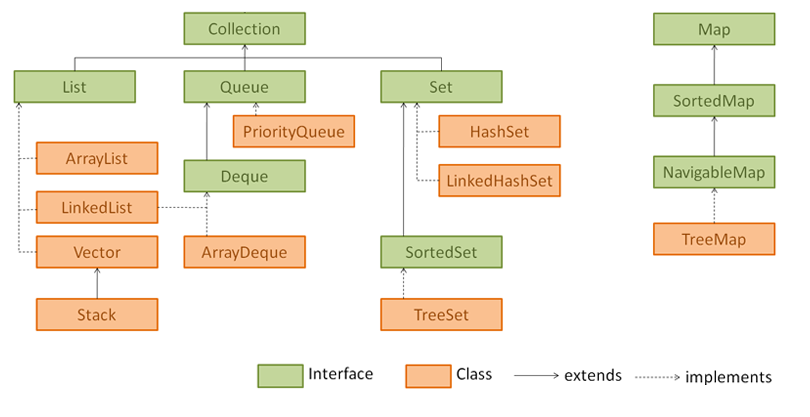 Collection
Map
List
Queue
Set
SortedMap
PriorityQueue
HashSet
ArrayList
Deque
LinkedHashSet
NavigableMap
LinkedList
Vector
ArrayDeque
SortedSet
TreeMap
Stack
TreeSet
Interface
Class
extends
implements